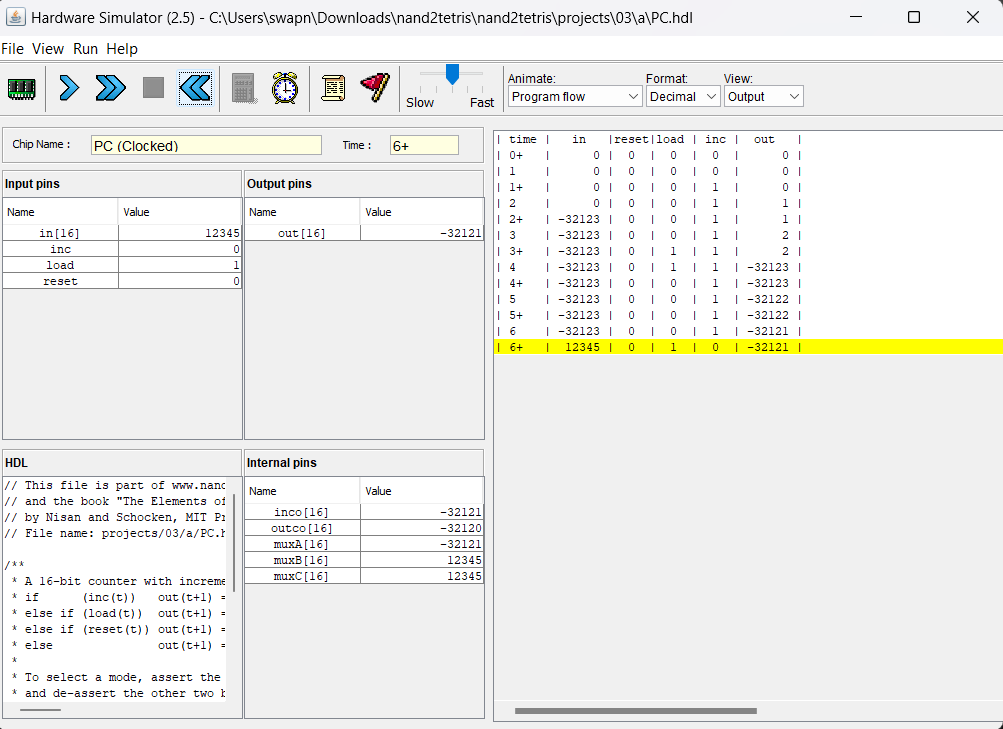 Hardware Simulator (2.5) - C:\Users\swapn\Downloads\nand2tetris\nand2tetris\projects\03\a\PC.hdl
File View Run Help
Slow Fast
Animate: Format: View:
Program flow Decimal Output
Chip Name : PC (Clocked) Time : 6+
Input pins
Name Value
in[16] 12345
inc 0
load 1
reset 0
Output pins
Name Value
out[16] -32121
HDL
// This file is part of www.nand
// and the book "The Elements of
// by Nisan and Schocken, MIT Pr
// File name: projects/03/a/PC.h
/**
* A 16-bit counter with increme
* if (inc(t)) out(t+1) =
* else if (load(t)) out(t+1) =
* else if (reset(t)) out(t+1) =
* else out(t+1) =
*
* To select a mode, assert the
* and de-assert the other two b
Internal pins
Name Value
inco[16] -32121
outco[16] -32120
muxA[16] -32121
muxB[16] 12345
muxC[16] 12345
| time | in |reset|load | inc | out |
| 0+ | 0 | 0 | 0 | 0 | 0 |
| 1 | 0 | 0 | 0 | 0 | 0 |
| 1+ | 0 | 0 | 0 | 1 | 0 |
| 2 | 0 | 0 | 0 | 1 | 1 |
| 2+ | -32123 | 0 | 0 | 1 | 1 |
| 3 | -32123 | 0 | 0 | 1 | 2 |
| 3+ | -32123 | 0 | 1 | 1 | 2 |
| 4 | -32123 | 0 | 1 | 1 | -32123 |
| 4+ | -32123 | 0 | 0 | 1 | -32123 |
| 5 | -32123 | 0 | 0 | 1 | -32122 |
| 5+ | -32123 | 0 | 0 | 1 | -32122 |
| 6 | -32123 | 0 | 0 | 1 | -32121 |
| 6+ | 12345 | 0 | 1 | 0 | -32121 |